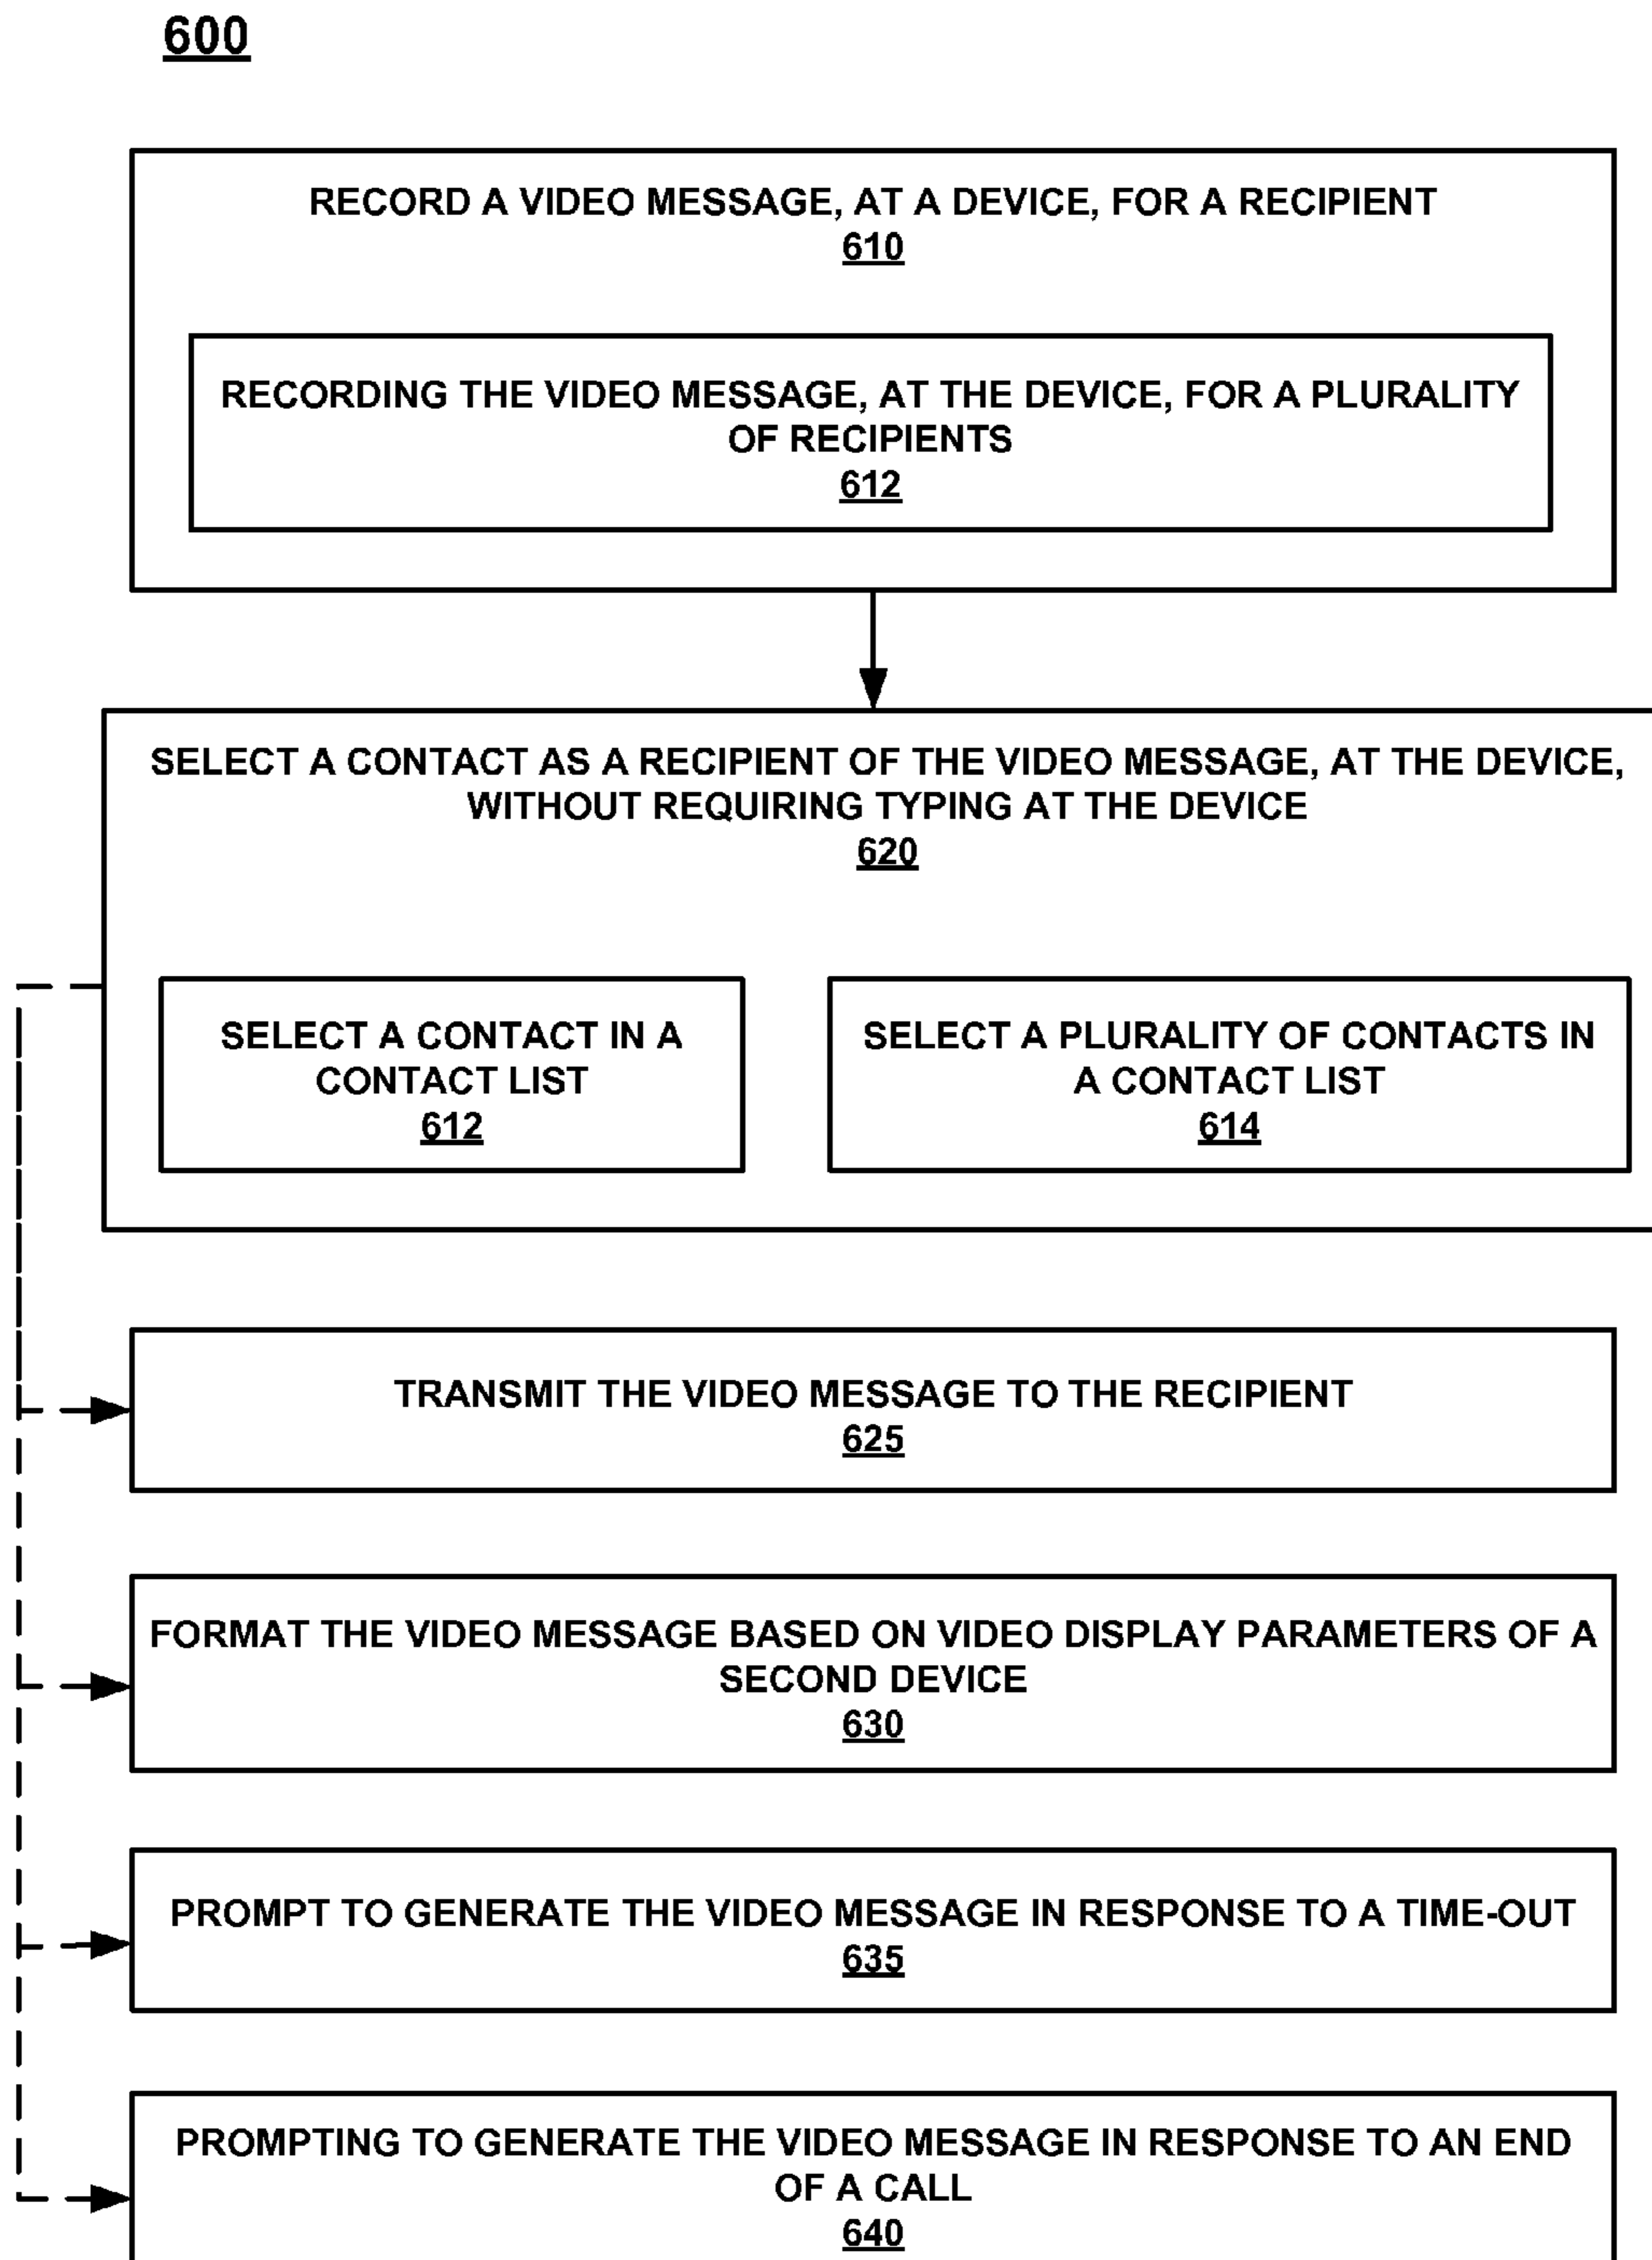 600
RECORD A VIDEO MESSAGE, AT A DEVICE, FOR A RECIPIENT
610
RECORDING THE VIDEO MESSAGE, AT THE DEVICE, FOR A PLURALITY
OF RECIPIENTS
612
SELECT A CONTACT AS A RECIPIENT OF THE VIDEO MESSAGE, AT THE DEVICE,
WITHOUT REQUIRING TYPING AT THE DEVICE
620
SELECT A CONTACT IN A
CONTACT LIST
612
SELECT A PLURALITY OF CONTACTS IN
A CONTACT LIST
614
TRANSMIT THE VIDEO MESSAGE TO THE RECIPIENT
625
FORMAT THE VIDEO MESSAGE BASED ON VIDEO DISPLAY PARAMETERS OF A
SECOND DEVICE
630
PROMPT TO GENERATE THE VIDEO MESSAGE IN RESPONSE TO A TIME-OUT
635
PROMPTING TO GENERATE THE VIDEO MESSAGE IN RESPONSE TO AN END
OF A CALL
640